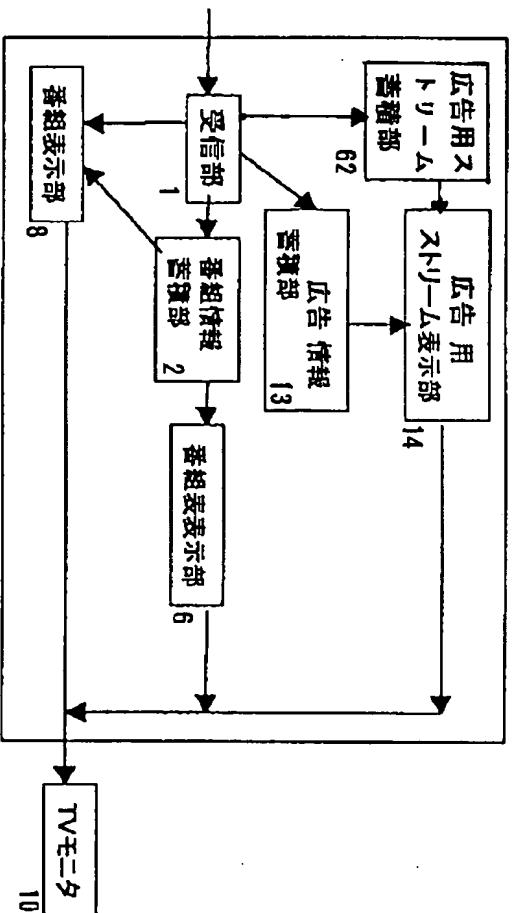 広告用ス
トリーム
蓄積部
62
広告 用
ストリーム表示部
14
広告 情報
蓄積部
13
受信部
1
番組情報
蓄積部
2
番組表表示部
6
番組表示部
8
TVモニタ
10